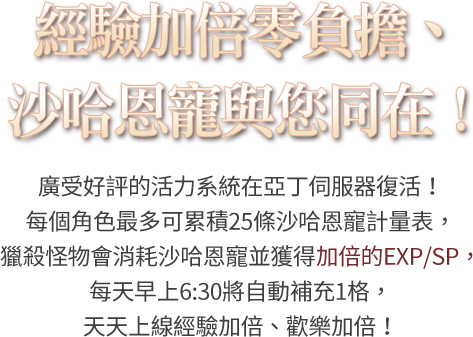 經驗加倍零負擔、
沙哈恩寵與您同在！
廣受好評的活力系統在亞丁伺服器復活！
每個角色最多可累積25條沙哈恩寵計量表，
獵殺怪物會消耗沙哈恩寵並獲得加倍的EXP/SP，
每天早上6:30將自動補充1格，
天天上線經驗加倍、歡樂加倍！